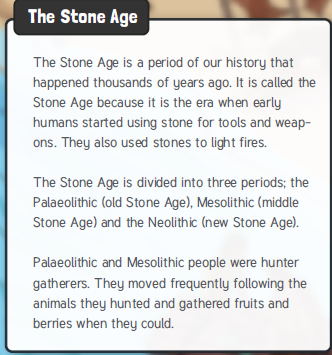 The Stone Age
The Stone Age is a period of our history that
happened thousands of years ago. It is called the
Stone Age because it is the era when early
humans started using stone for tools and weap-
ons. They also used stones to light fires.
The Stone Age is divided into three periods; the
Palaeolithic (old Stone Age), Mesolithic (middle
Stone Age) and the Neolithic (new Stone Age).
Palaeolithic and Mesolithic people were hunter
gatherers. They moved frequently following the
animals they hunted and gathered fruits and
berries when they could.